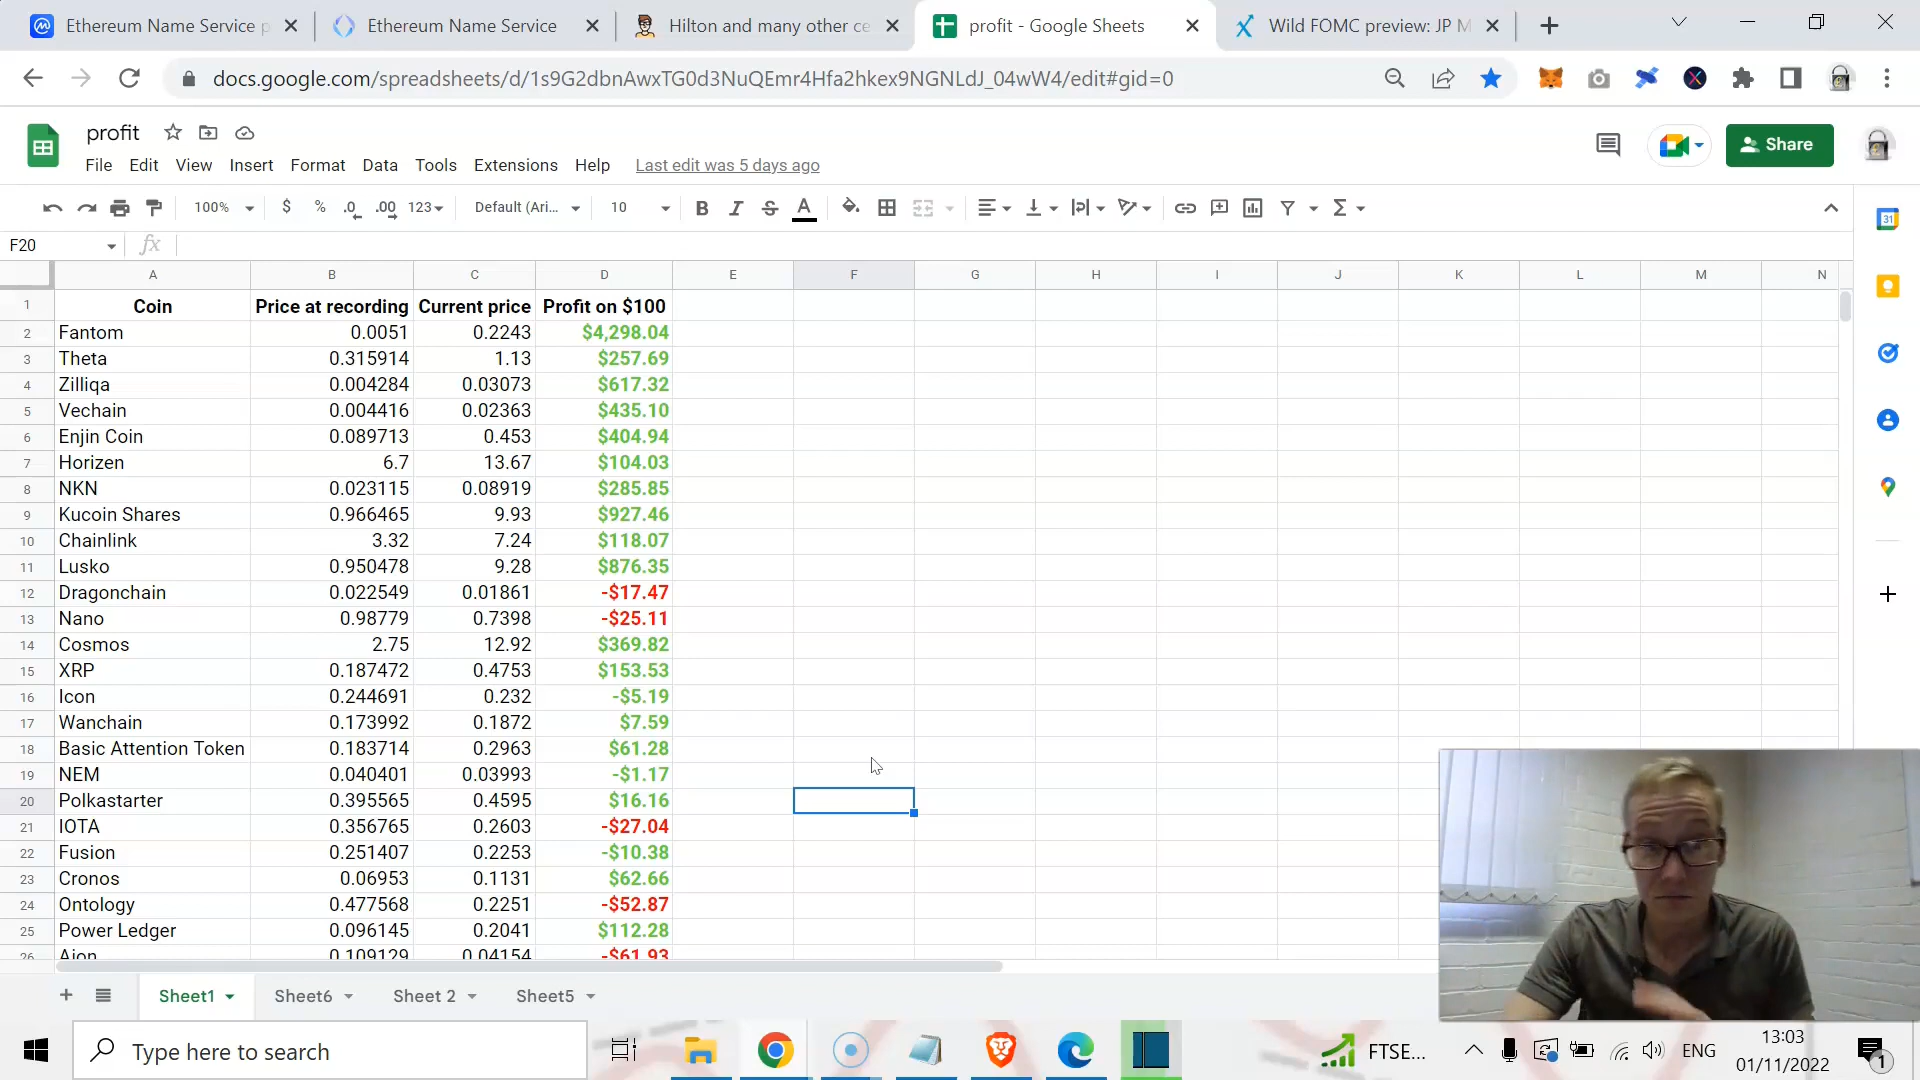 Ethereum Name Service p
Ethereum Name Service
Hilton and many other ce
profit - Google Sheets
Wild FOMC preview: JP M
docs.google.com/spreadsheets/d/1s9G2dbnAwxTG0d3NuQEmr4Hfa2hkex9NGNLdJ_04wW4/edit#gid=0
profit
Share
File Edit View Insert Format Data Tools Extensions Help Last edit was 5 days ago
100% $ % .0 .00 123 Default (Ari... 10 B I S A
31
F20 fx
A B C D E F G H I J K L M N
1 Coin Price at recording Current price Profit on $100
2 Fantom 0.0051 0.2243 $4,298.04
3 Theta 0.315914 1.13 $257.69
4 Zilliqa 0.004284 0.03073 $617.32
5 Vechain 0.004416 0.02363 $435.10
6 Enjin Coin 0.089713 0.453 $404.94
7 Horizen 6.7 13.67 $104.03
8 NKN 0.023115 0.08919 $285.85
9 Kucoin Shares 0.966465 9.93 $927.46
10 Chainlink 3.32 7.24 $118.07
11 Lusko 0.950478 9.28 $876.35
12 Dragonchain 0.022549 0.01861 -$17.47
13 Nano 0.98779 0.7398 -$25.11
14 Cosmos 2.75 12.92 $369.82
15 XRP 0.187472 0.4753 $153.53
16 Icon 0.244691 0.232 -$5.19
17 Wanchain 0.173992 0.1872 $7.59
18 Basic Attention Token 0.183714 0.2963 $61.28
19 NEM 0.040401 0.03993 -$1.17
20 Polkastarter 0.395565 0.4595 $16.16
21 IOTA 0.356765 0.2603 -$27.04
22 Fusion 0.251407 0.2253 -$10.38
23 Cronos 0.06953 0.1131 $62.66
24 Ontology 0.477568 0.2251 -$52.87
25 Power Ledger 0.096145 0.2041 $112.28
26 Aion 0.109129 0.04154 -$61.93
Sheet1 Sheet6 Sheet 2 Sheet5
Type here to search
FTSE...
ENG
13:03
01/11/2022
1